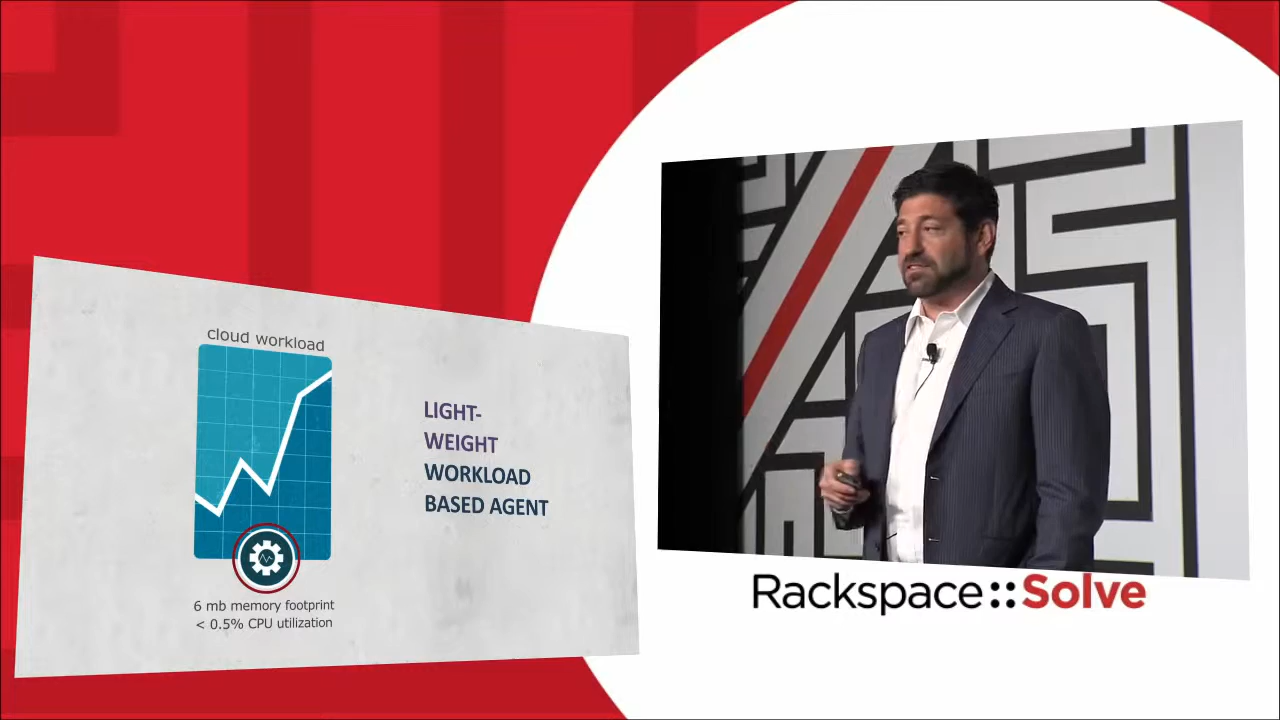 cloud workload
LIGHT-
WEIGHT
WORKLOAD
BASED AGENT
6 mb memory footprint
< 0.5% CPU utilization
Rackspace::Solve